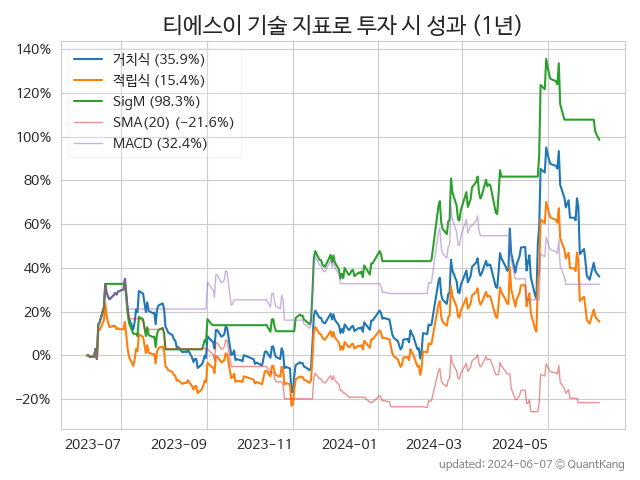 티에스이 기술 지표로 투자 시 성과 (1년)
140%
120%
100%
80%
60%
40%
20%
0%
−20%
거치식 (35.9%)
적립식 (15.4%)
SigM (98.3%)
SMA(20) (−21.6%)
MACD (32.4%)
2023-07 2023-09 2023-11 2024-01 2024-03 2024-05
updated: 2024-06-07 © QuantKang